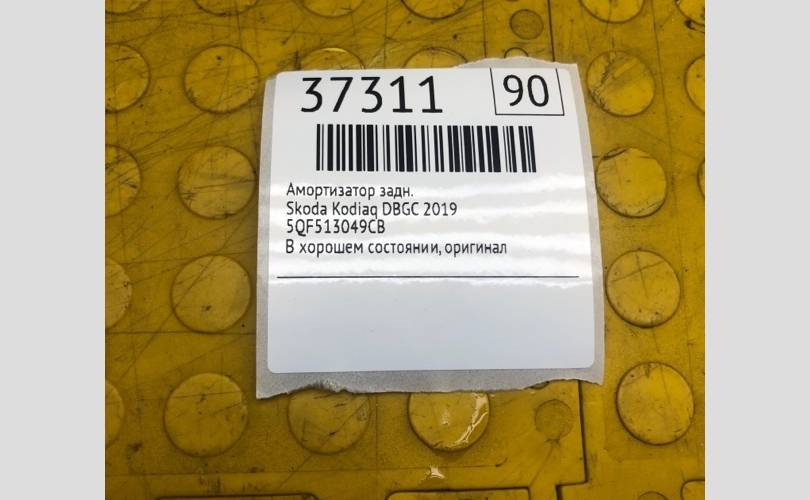 37311
90
Амортизатор задн.
Skoda Kodiaq DBGC 2019
5QF513049CB
В хорошем состоянии, оригинал